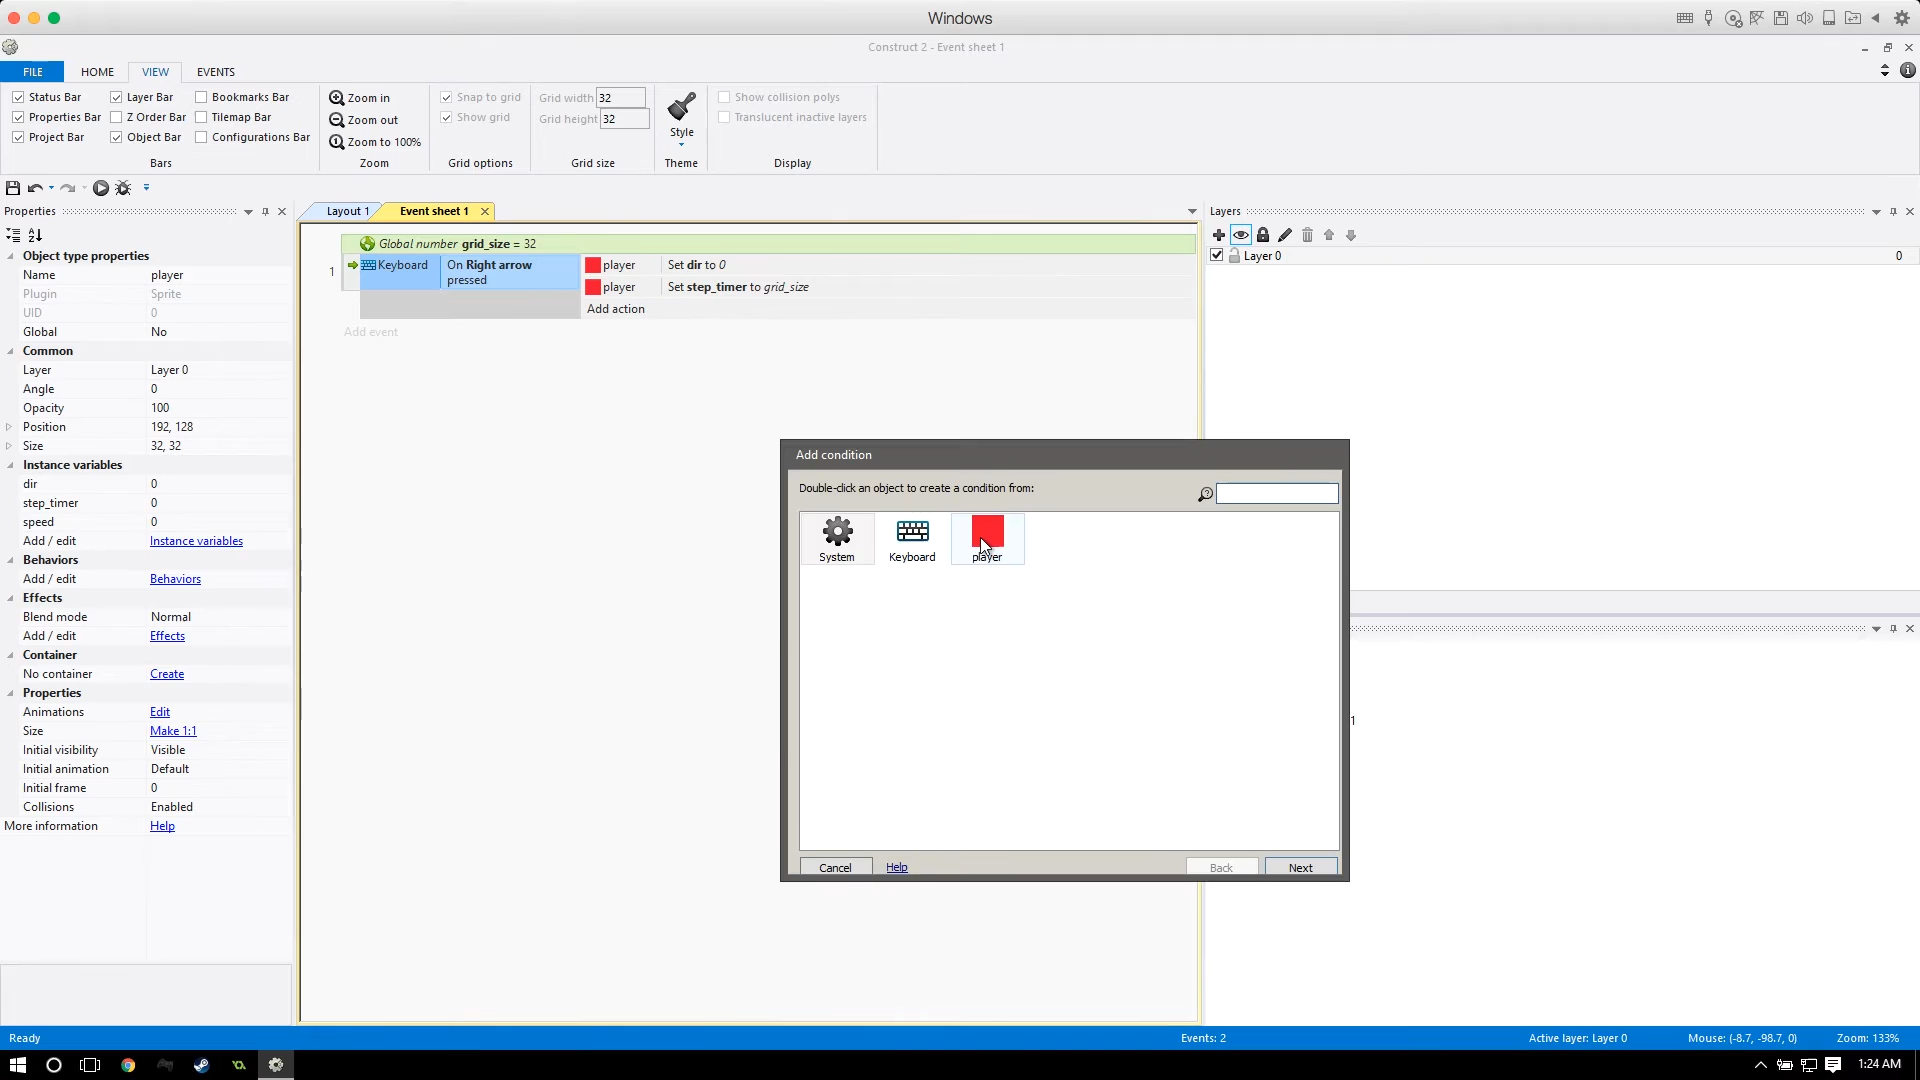 Windows
Construct 2 - Event sheet 1
FILE HOME VIEW EVENTS
Status Bar Layer Bar Bookmarks Bar
Properties Bar Z Order Bar Tilemap Bar
Project Bar Object Bar Configurations Bar
Bars
Zoom in
Zoom out
Zoom to 100%
Zoom
Snap to grid
Show grid
Grid options
Grid width 32
Grid height 32
Grid size
Style
Theme
Show collision polys
Translucent inactive layers
Display
Properties
Object type properties
Name player
Plugin Sprite
UID 0
Global No
Common
Layer Layer 0
Angle 0
Opacity 100
Position 192, 128
Size 32, 32
Instance variables
dir 0
step_timer 0
speed 0
Add / edit Instance variables
Behaviors
Add / edit Behaviors
Effects
Blend mode Normal
Add / edit Effects
Container
No container Create
Properties
Animations Edit
Size Make 1:1
Initial visibility Visible
Initial animation Default
Initial frame 0
Collisions Enabled
More information Help
Layout 1 Event sheet 1
Global number grid_size = 32
1 Keyboard On Right arrow pressed
player Set dir to 0
player Set step_timer to grid_size
Add action
Add event
Layers
Layer 0 0
Add condition
Double-click an object to create a condition from:
System Keyboard player
Cancel Help Back Next
1
Ready Events: 2 Active layer: Layer 0 Mouse: (-8.7, -98.7, 0) Zoom: 133%
1:24 AM